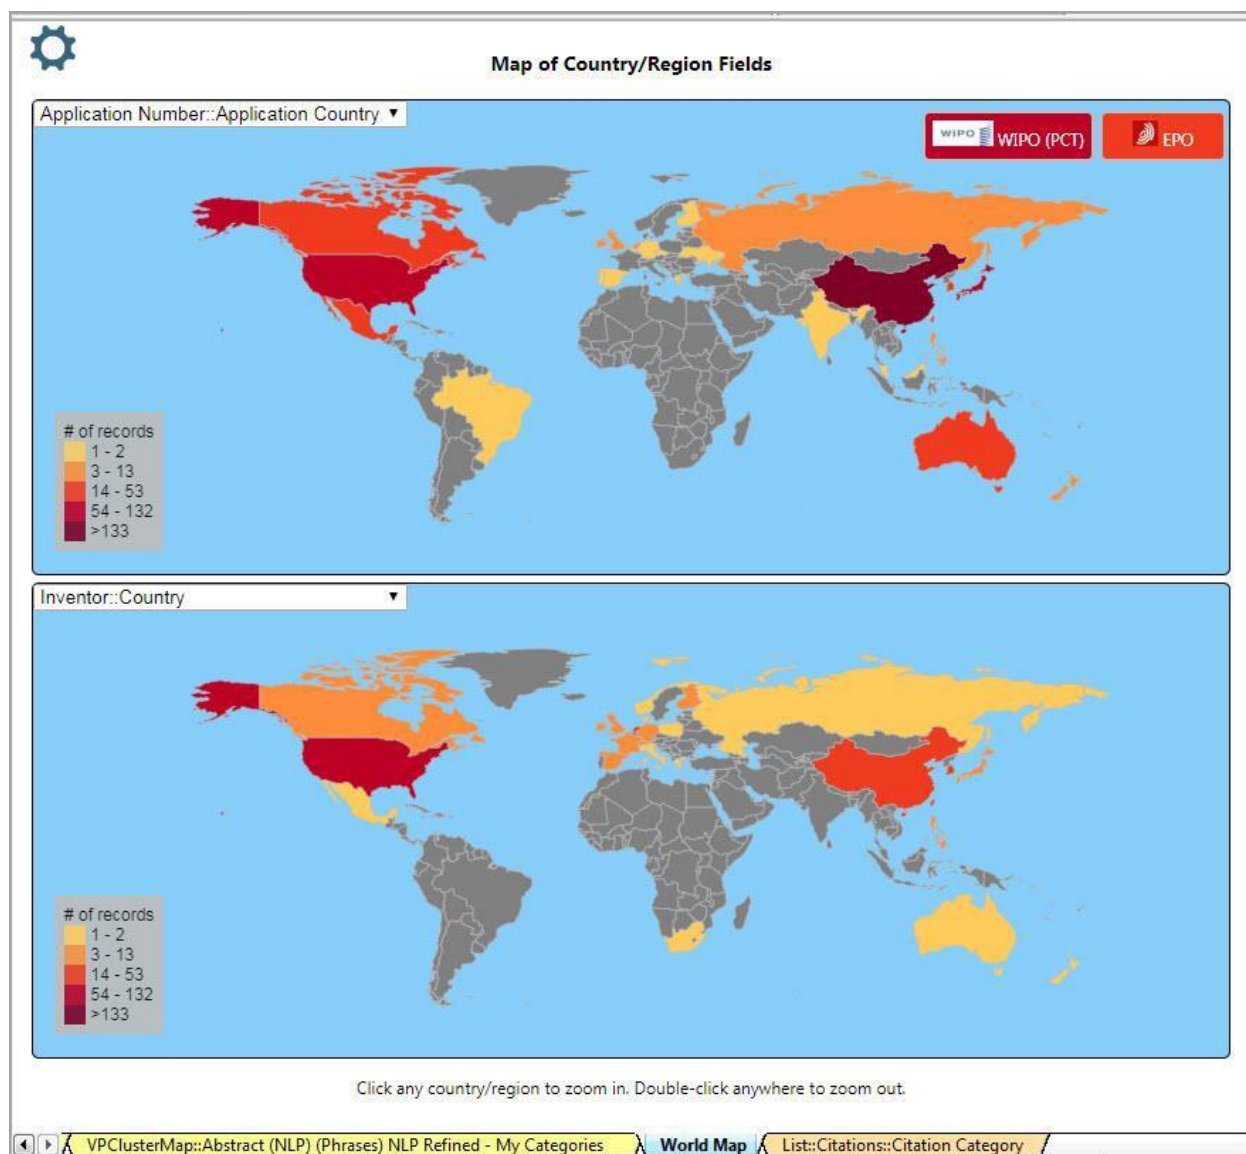 Map of Country/Region Fields
Application Number::Application Country ▼
WIPO WIPO (PCT)
EPO
# of records
1 - 2
3 - 13
14 - 53
54 - 132
>133
Inventor::Country ▼
# of records
1 - 2
3 - 13
14 - 53
54 - 132
>133
Click any country/region to zoom in. Double-click anywhere to zoom out.
VPClusterMap::Abstract (NLP) (Phrases) NLP Refined - My Categories
World Map
List::Citations::Citation Category